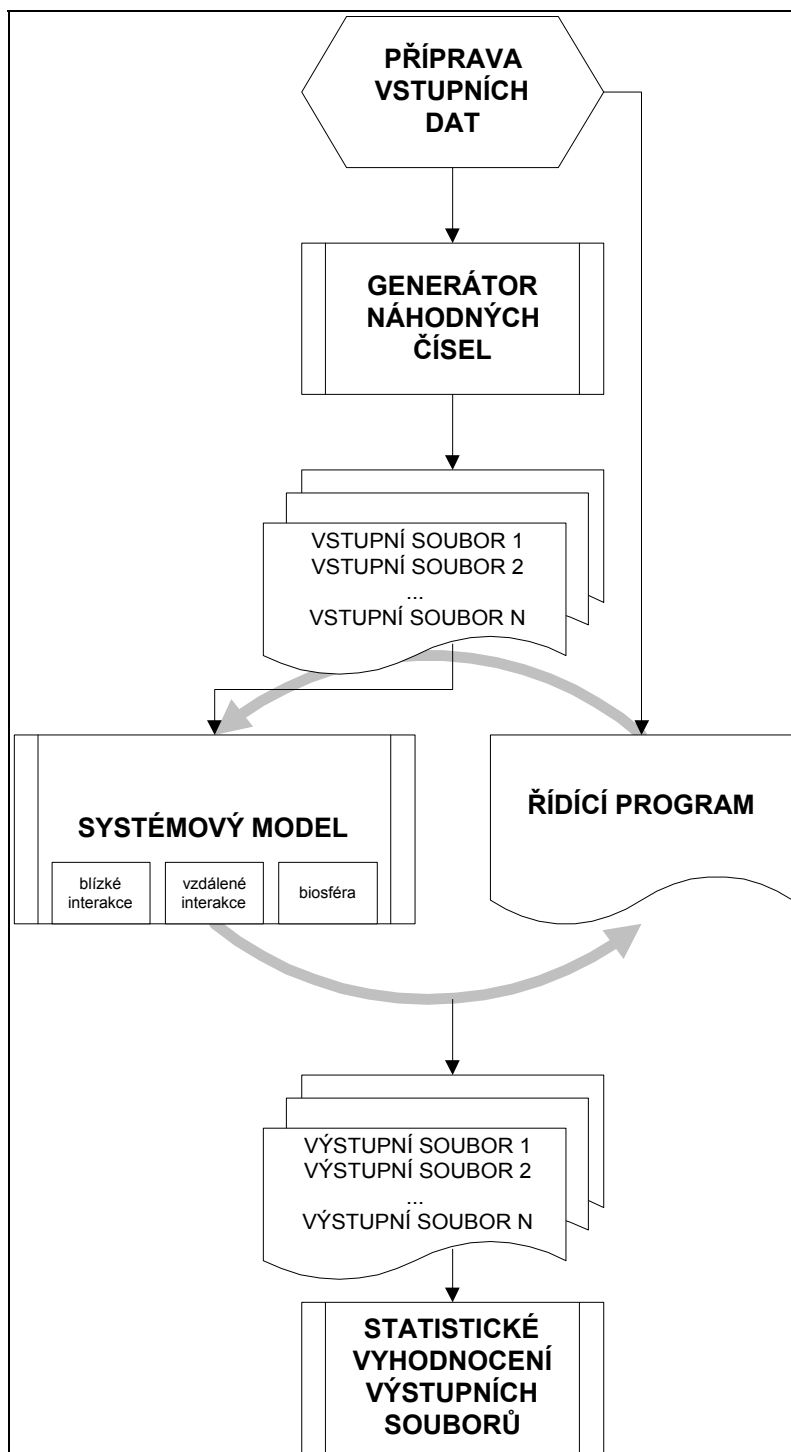 PŘÍPRAVA
VSTUPNÍCH
DAT
GENERÁTOR
NÁHODNÝCH
ČÍSEL
VSTUPNÍ SOUBOR 1
VSTUPNÍ SOUBOR 2
...
VSTUPNÍ SOUBOR N
SYSTÉMOVÝ MODEL
blízké
interakce
vzdálené
interakce
biosféra
ŘÍDÍCÍ PROGRAM
VÝSTUPNÍ SOUBOR 1
VÝSTUPNÍ SOUBOR 2
...
VÝSTUPNÍ SOUBOR N
STATISTICKÉ
VYHODNOCENÍ
VÝSTUPNÍCH
SOUBORŮ